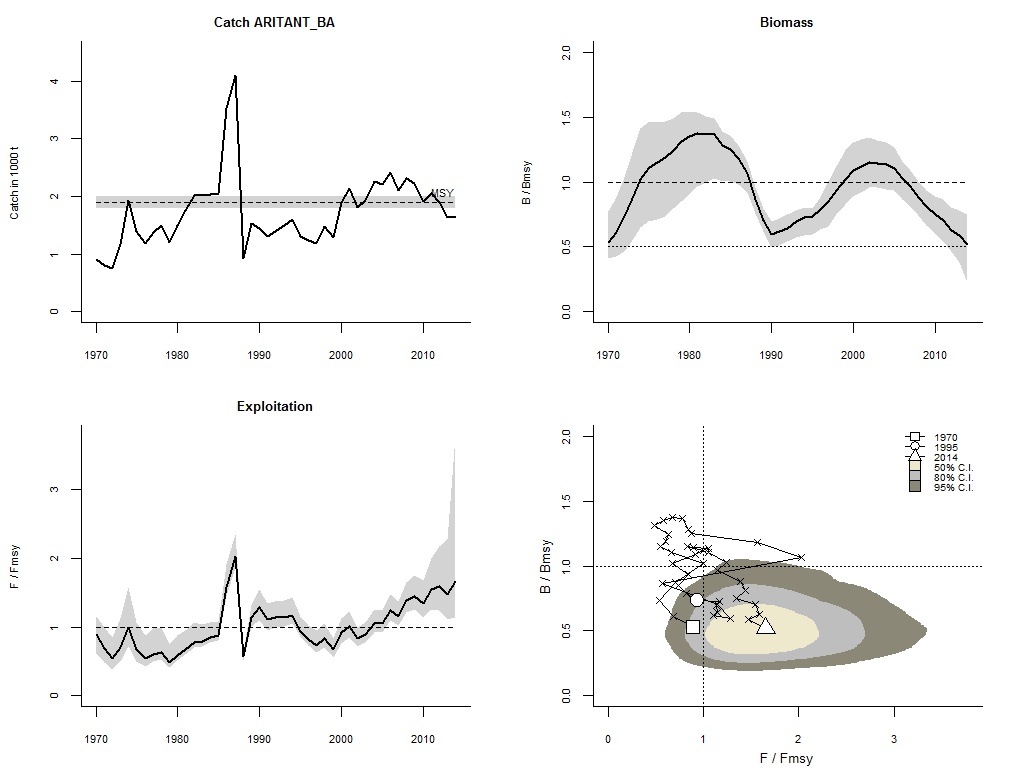 Catch ARITANT_BA
Catch in 1000 t
4
3
2
1
0
MSY
1970 1980 1990 2000 2010
Biomass
B / Bmsy
2.0
1.5
1.0
0.5
0.0
1970 1980 1990 2000 2010
Exploitation
F / Fmsy
3
2
1
0
1970 1980 1990 2000 2010
B / Bmsy
2.0
1.5
1.0
0.5
0.0
1970
1995
2014
50% C.I.
80% C.I.
95% C.I.
0 1 2 3
F / Fmsy